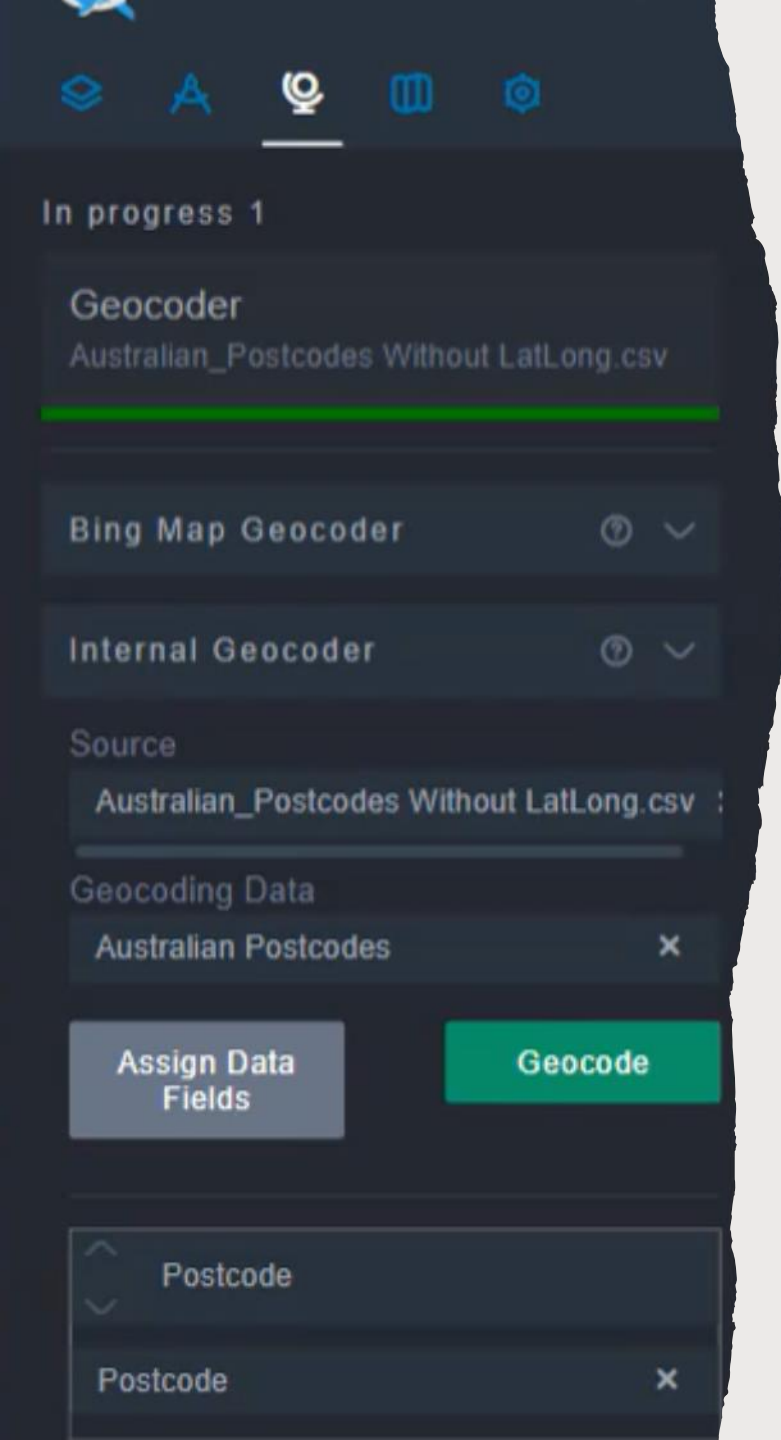 In progress 1
Geocoder
Australian_Postcodes Without LatLong.csv
Bing Map Geocoder
Internal Geocoder
Source
Australian_Postcodes Without LatLong.csv
Geocoding Data
Australian Postcodes
Assign Data
Fields
Geocode
Postcode
Postcode